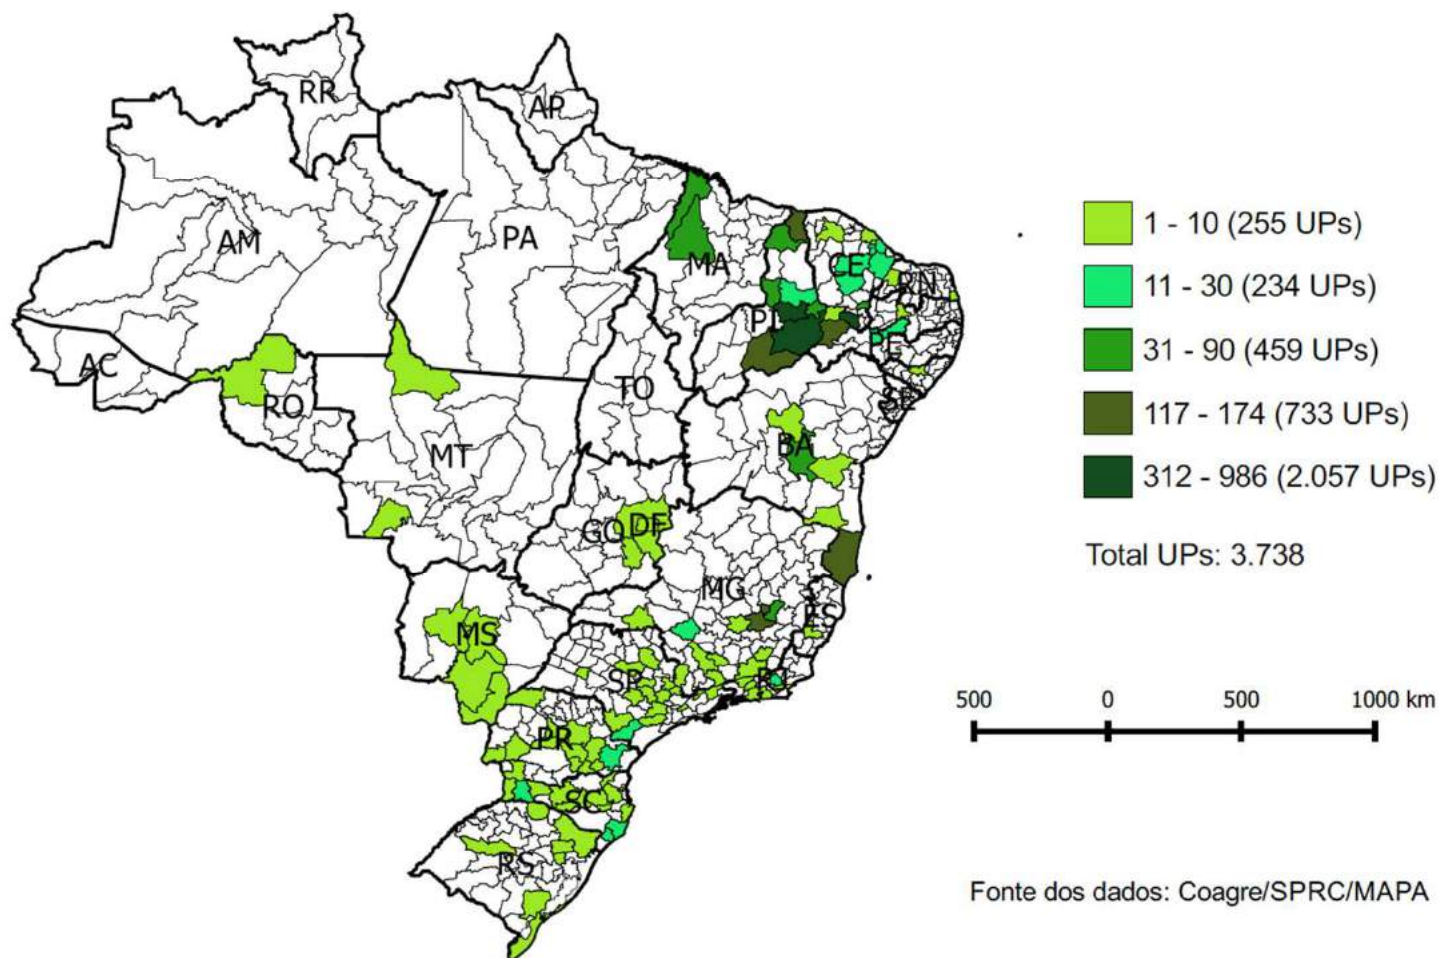 RR
AP
AM
PA
MA
CE
RN
PI
PE
AC
TO
SE
RO
BA
MT
GO
DF
MG
ES
MS
SP
RJ
PR
SC
RS
1 - 10 (255 UPs)
11 - 30 (234 UPs)
31 - 90 (459 UPs)
117 - 174 (733 UPs)
312 - 986 (2.057 UPs)
Total UPs: 3.738
500 0 500 1000 km
Fonte dos dados: Coagre/SPRC/MAPA